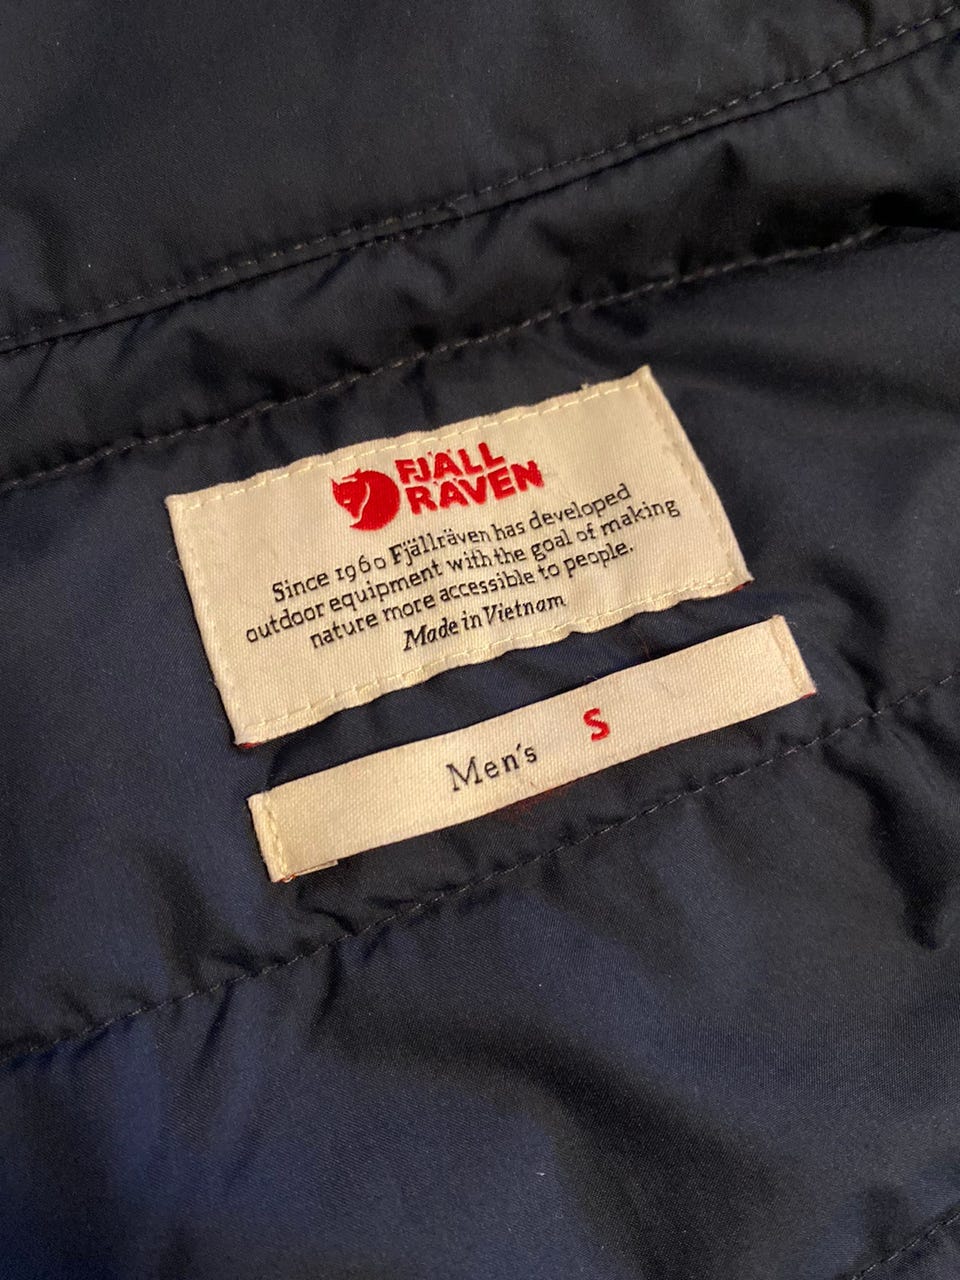 FJÄLL
RÄVEN
Since 1960 Fjällräven has developed
outdoor equipment with the goal of making
nature more accessible to people.
Made in Vietnam
Men's S